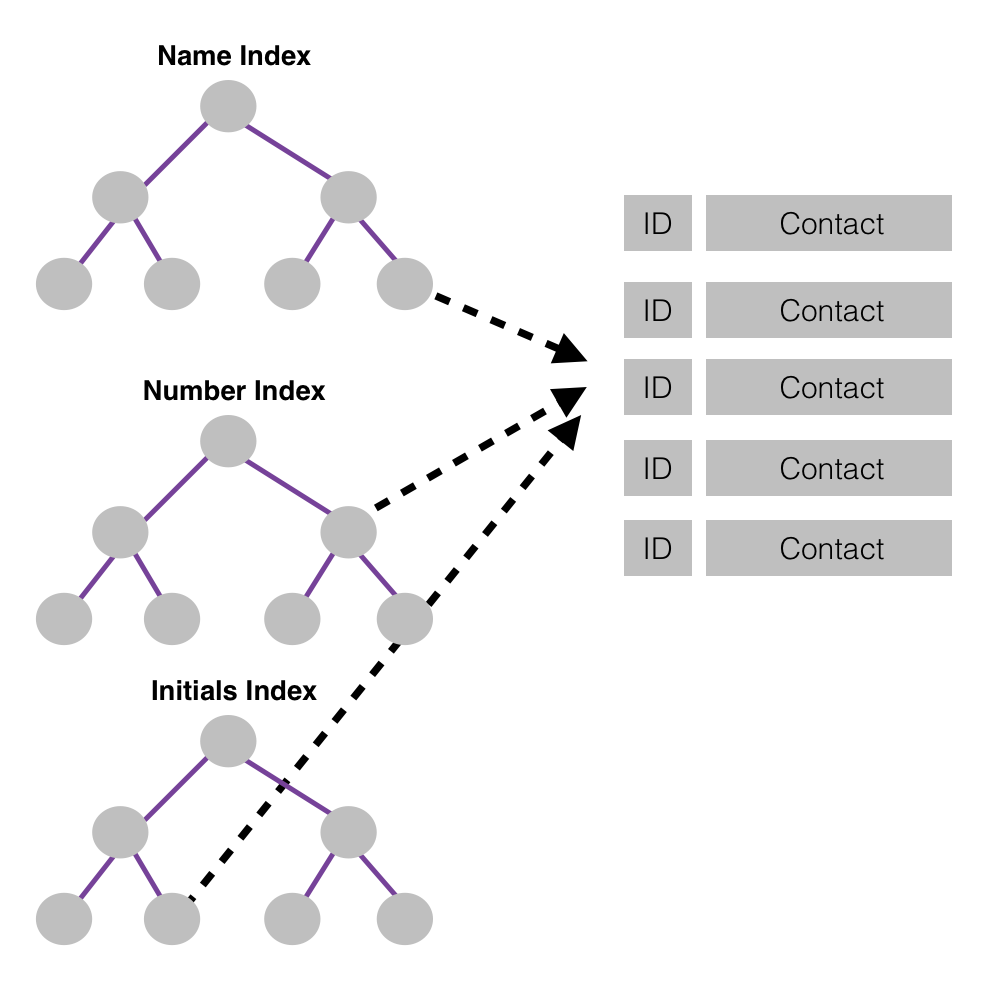 Name Index
ID Contact
ID Contact
Number Index
ID Contact
ID Contact
ID Contact
Initials Index